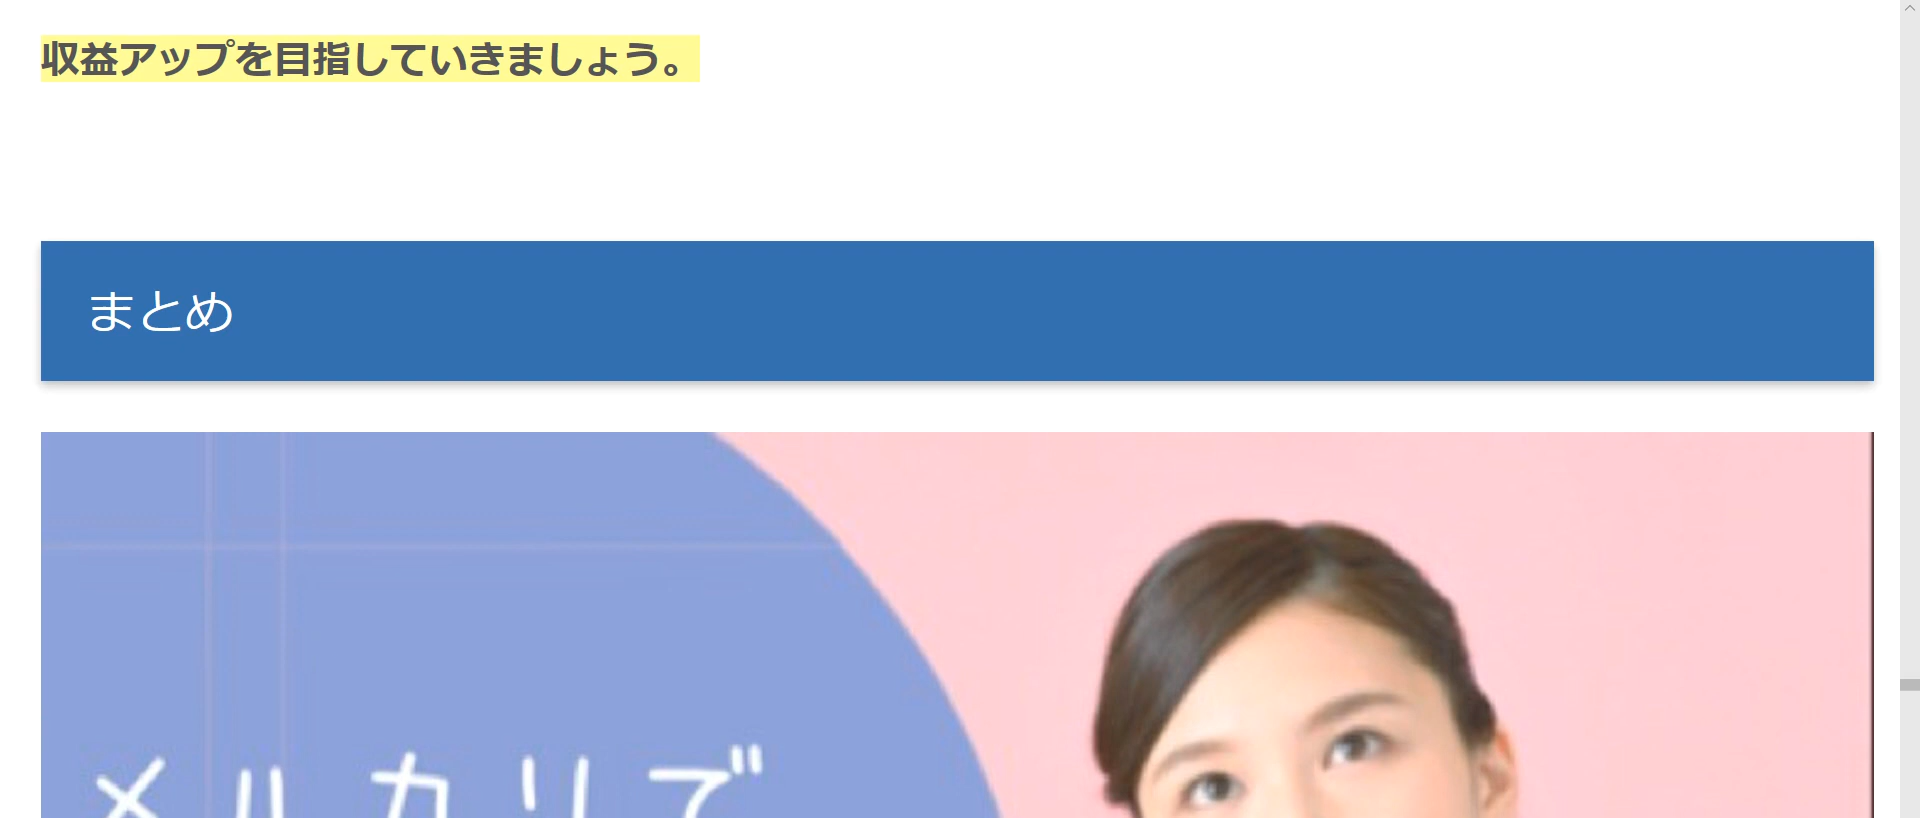 収益アップを目指していきましょう。
まとめ
メルカリで